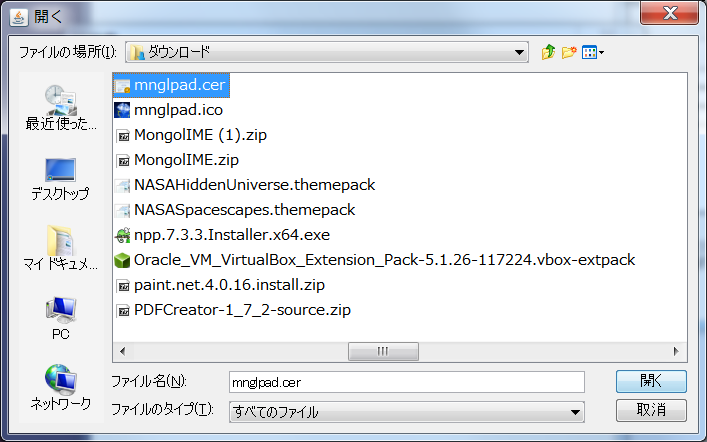 開く
ファイルの場所(I):
ダウンロード
最近使った...
デスクトップ
マイ ドキュメ...
PC
ネットワーク
mnglpad.cer
mnglpad.ico
MongolIME (1).zip
MongolIME.zip
NASAHiddenUniverse.themepack
NASASpacescapes.themepack
npp.7.3.3.Installer.x64.exe
Oracle_VM_VirtualBox_Extension_Pack-5.1.26-117224.vbox-extpack
paint.net.4.0.16.install.zip
PDFCreator-1_7_2-source.zip
ファイル名(N):
mnglpad.cer
開く
ファイルのタイプ(T):
すべてのファイル
取消